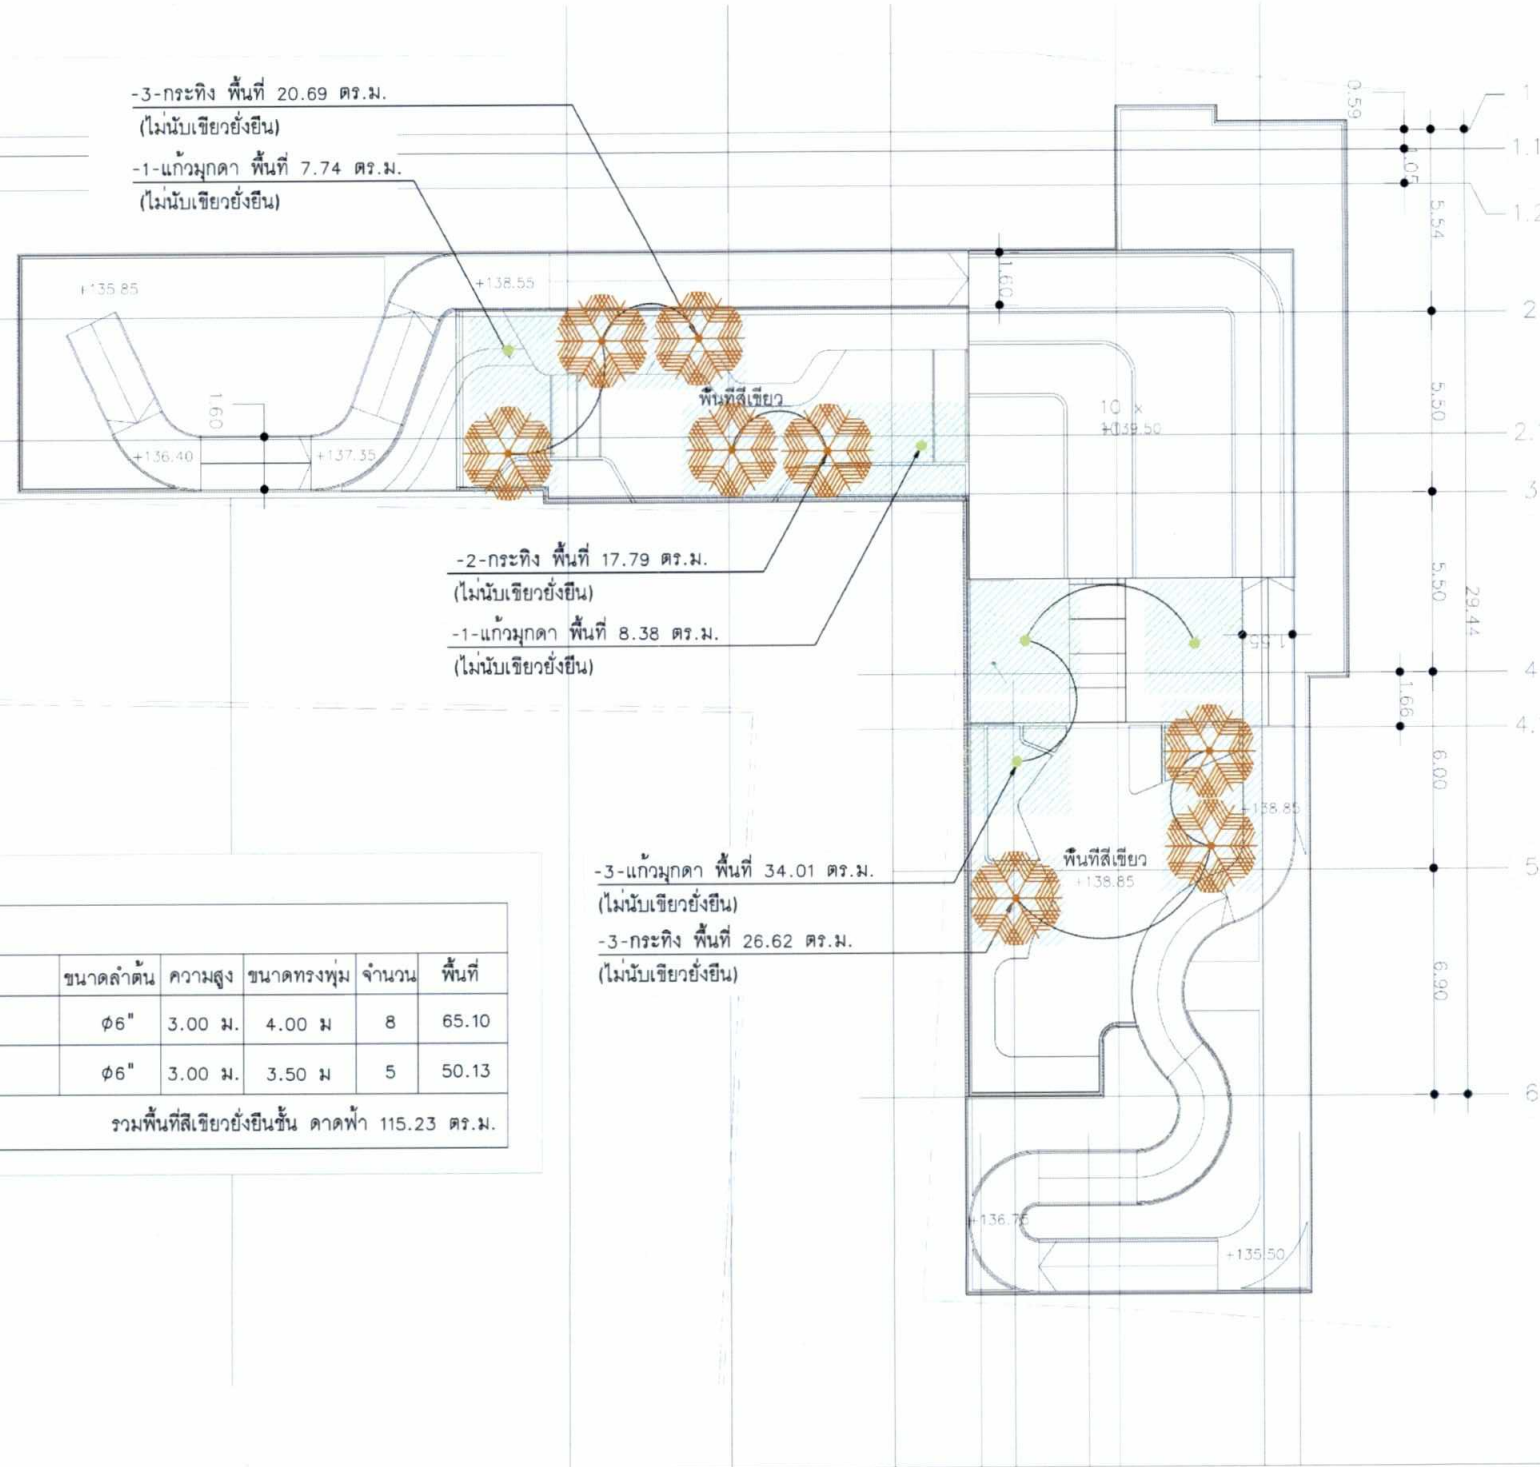 -3-กระทิง พื้นที่ 20.69 ตร.ม.
(ไม่นับเขียวยั่งยืน)
-1-แก้วมุกดา พื้นที่ 7.74 ตร.ม.
(ไม่นับเขียวยั่งยืน)
0.59
1
1.1
1.05
1.2
5.54
+135.85
+138.55
1.60
2
พื้นที่สีเขียว
10 x
+139.50
5.50
1.60
+136.40
+137.35
3
-2-กระทิง พื้นที่ 17.79 ตร.ม.
(ไม่นับเขียวยั่งยืน)
-1-แก้วมุกดา พื้นที่ 8.38 ตร.ม.
(ไม่นับเขียวยั่งยืน)
5.50
29.44
1.65
4
1.66
4.
6.00
+138.85
พื้นที่สีเขียว
+138.85
5
-3-แก้วมุกดา พื้นที่ 34.01 ตร.ม.
(ไม่นับเขียวยั่งยืน)
-3-กระทิง พื้นที่ 26.62 ตร.ม.
(ไม่นับเขียวยั่งยืน)
6.90
ขนาดลำต้น ความสูง ขนาดทรงพุ่ม จำนวน พื้นที่
φ6" 3.00 ม. 4.00 ม 8 65.10
φ6" 3.00 ม. 3.50 ม 5 50.13
รวมพื้นที่สีเขียวยั่งยืนชั้น ดาดฟ้า 115.23 ตร.ม.
6
+136.75
+135.50